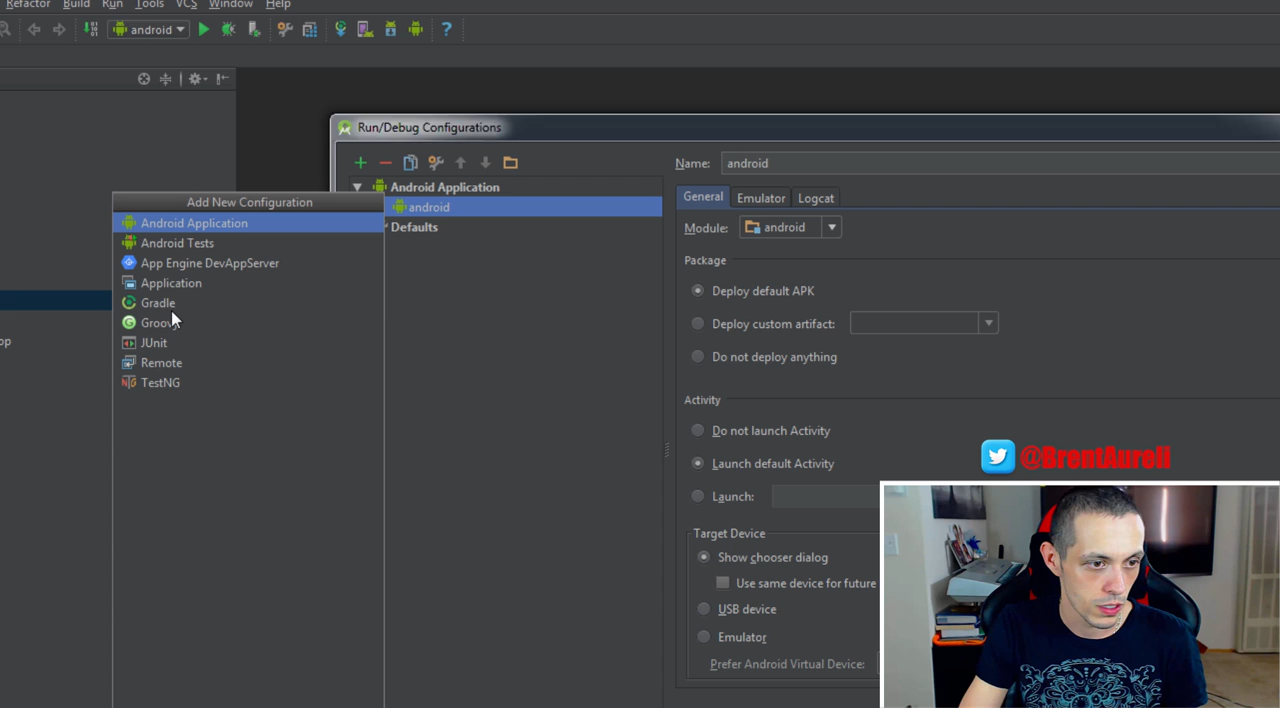 Refactor Build Run Tools VCS Window Help
android
Run/Debug Configurations
Name: android
Android Application
android
Defaults
General Emulator Logcat
Module: android
Package
Deploy default APK
Deploy custom artifact:
Do not deploy anything
Activity
Do not launch Activity
Launch default Activity
Launch:
Target Device
Show chooser dialog
Use same device for future
USB device
Emulator
Prefer Android Virtual Device:
Add New Configuration
Android Application
Android Tests
App Engine DevAppServer
Application
Gradle
Groovy
JUnit
Remote
TestNG
op
@BrentAurell